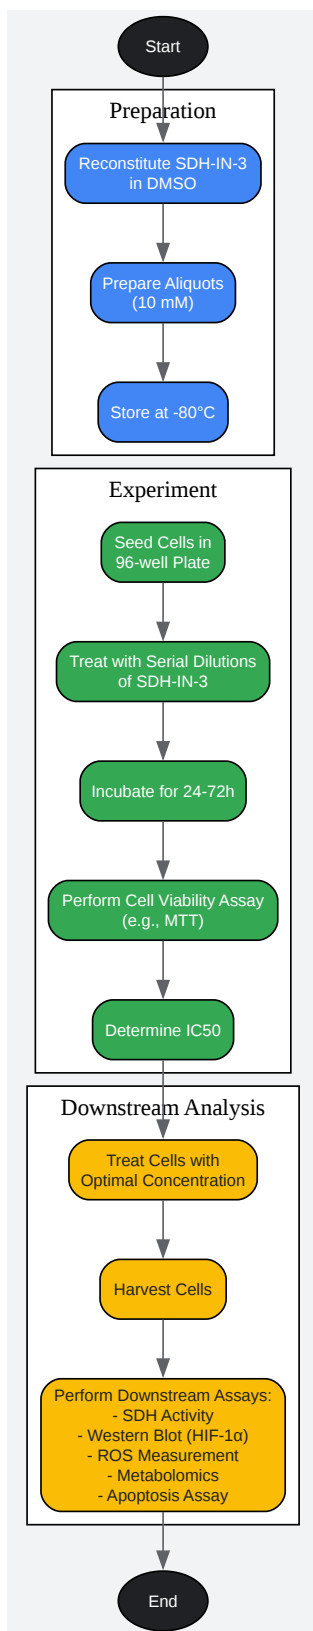 Start
Preparation
Reconstitute SDH-IN-3
in DMSO
Prepare Aliquots
(10 mM)
Store at -80°C
Experiment
Seed Cells in
96-well Plate
Treat with Serial Dilutions
of SDH-IN-3
Incubate for 24-72h
Perform Cell Viability Assay
(e.g., MTT)
Determine IC50
Downstream Analysis
Treat Cells with
Optimal Concentration
Harvest Cells
Perform Downstream Assays:
- SDH Activity
- Western Blot (HIF-1α)
- ROS Measurement
- Metabolomics
- Apoptosis Assay
End